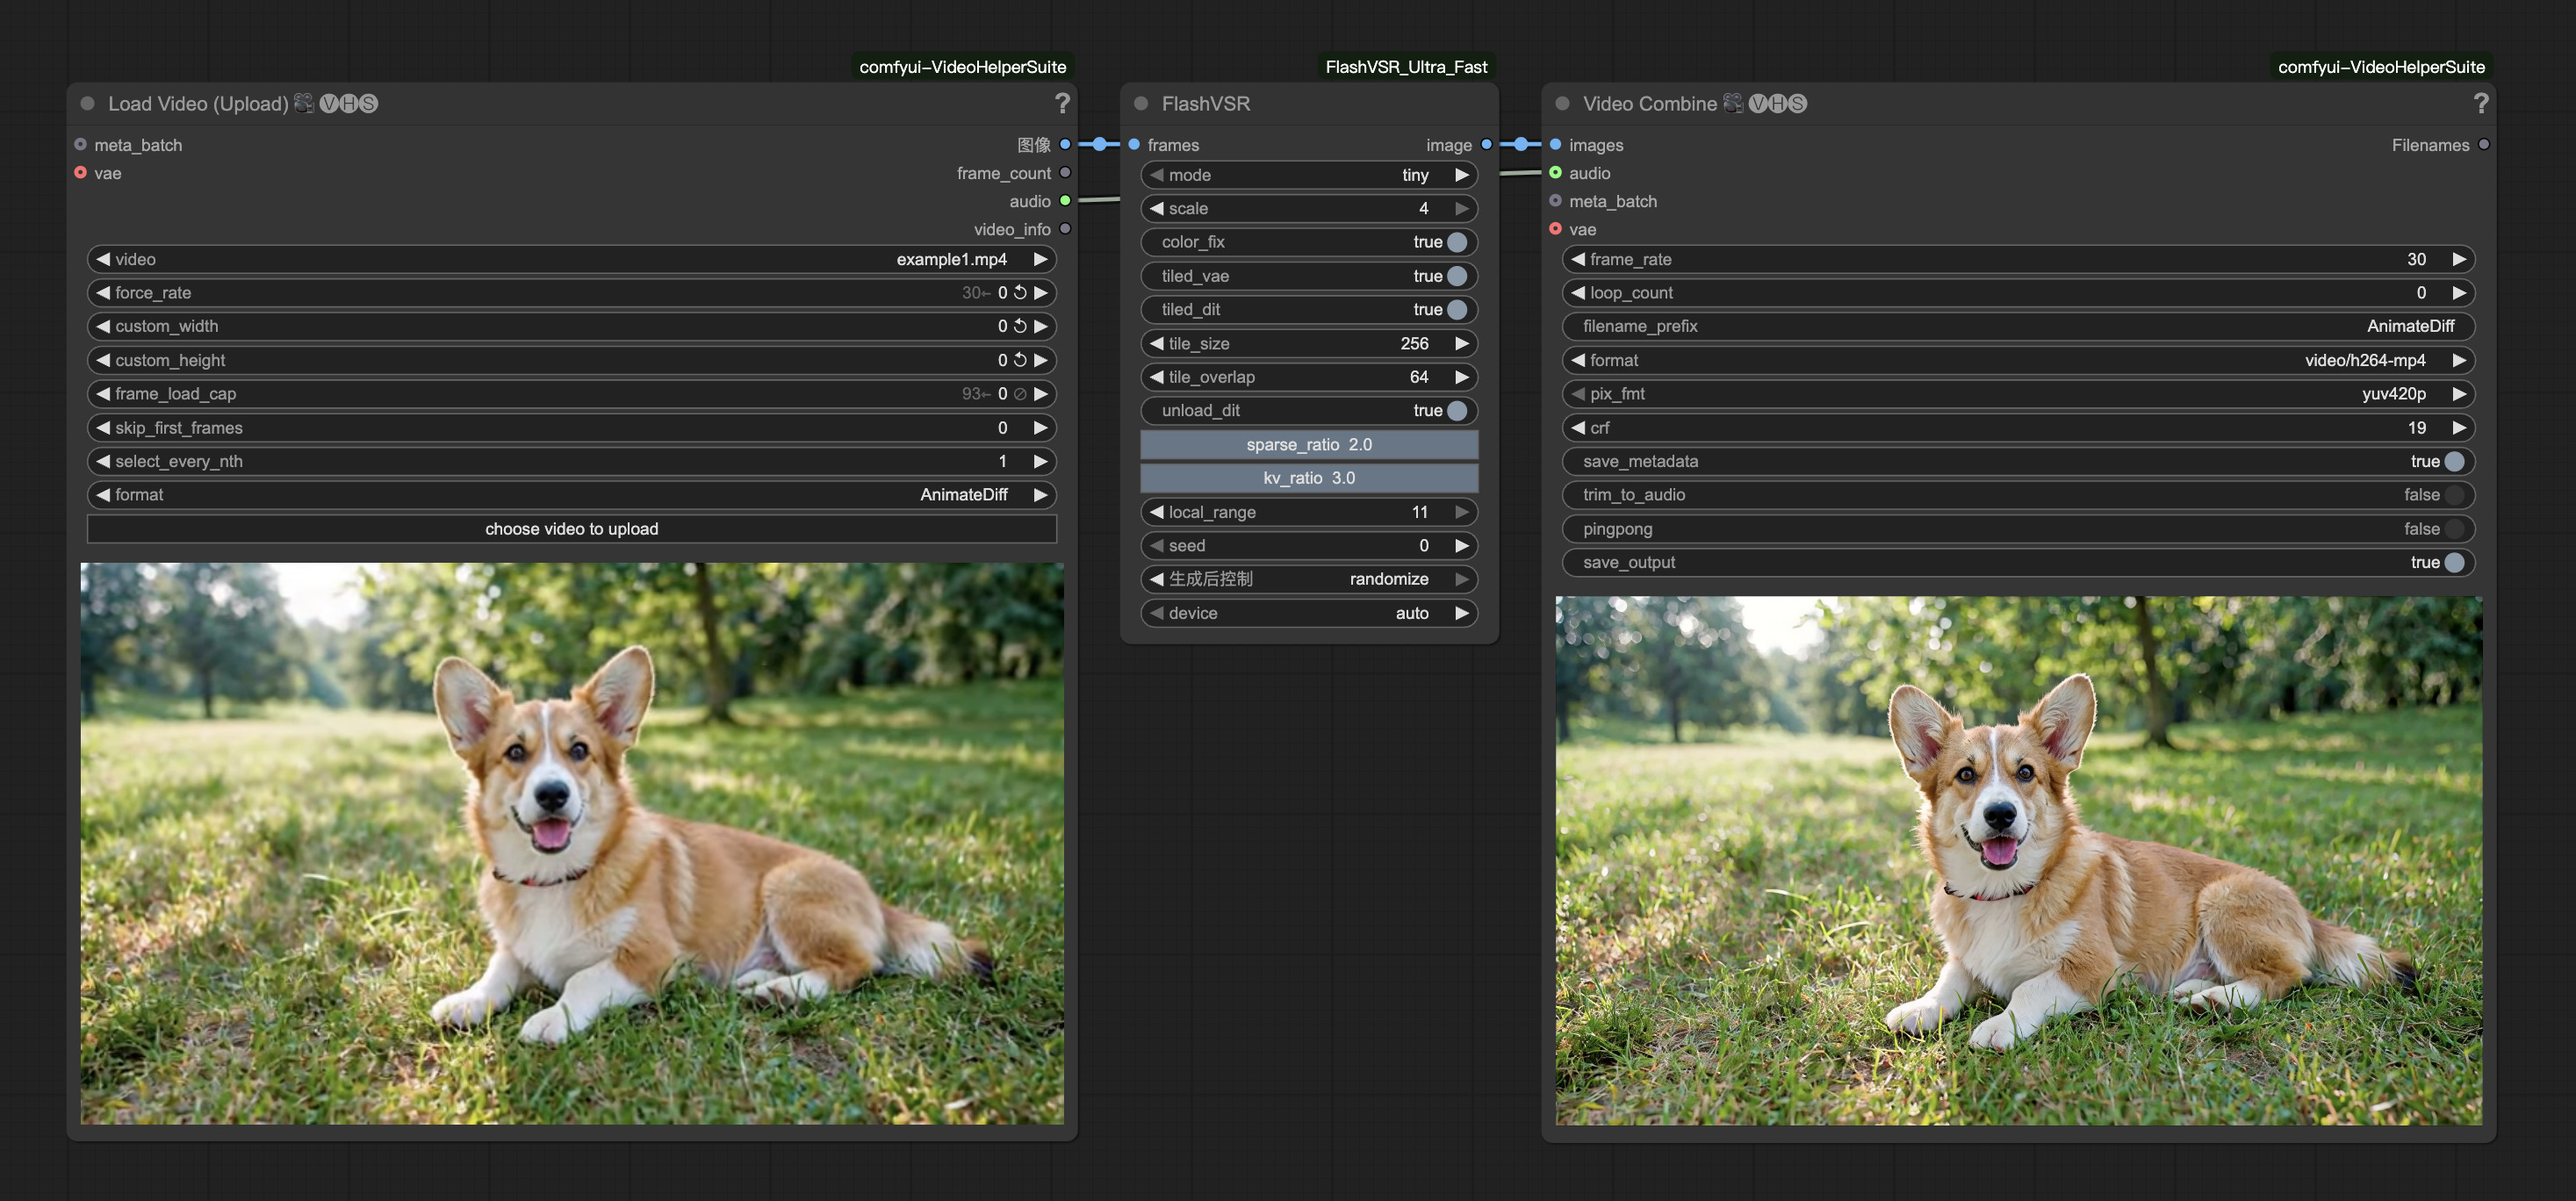 comfyui-VideoHelperSuite
Load Video (Upload) 🎥🅥🅗🅢 ?
meta_batch 图像
vae frame_count
audio
video_info
video example1.mp4
force_rate 30← 0
custom_width 0
custom_height 0
frame_load_cap 93← 0
skip_first_frames 0
select_every_nth 1
format AnimateDiff
choose video to upload
FlashVSR_Ultra_Fast
FlashVSR
frames image
mode tiny
scale 4
color_fix true
tiled_vae true
tiled_dit true
tile_size 256
tile_overlap 64
unload_dit true
sparse_ratio 2.0
kv_ratio 3.0
local_range 11
seed 0
生成后控制 randomize
device auto
comfyui-VideoHelperSuite
Video Combine 🎥🅥🅗🅢 ?
images Filenames
audio
meta_batch
vae
frame_rate 30
loop_count 0
filename_prefix AnimateDiff
format video/h264-mp4
pix_fmt yuv420p
crf 19
save_metadata true
trim_to_audio false
pingpong false
save_output true